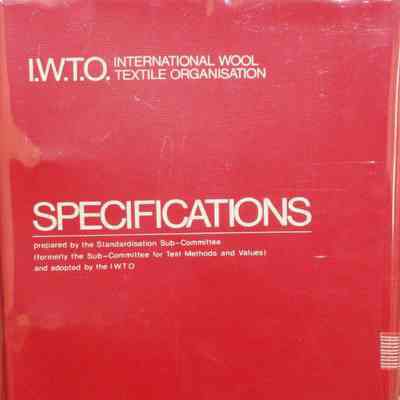 I.W.T.O. INTERNATIONAL WOOL
TEXTILE ORGANISATION
SPECIFICATIONS
prepared by the Standardisation Sub-Committee
(formerly the Sub-Committee for Test Methods and Values)
and adopted by the IWTO